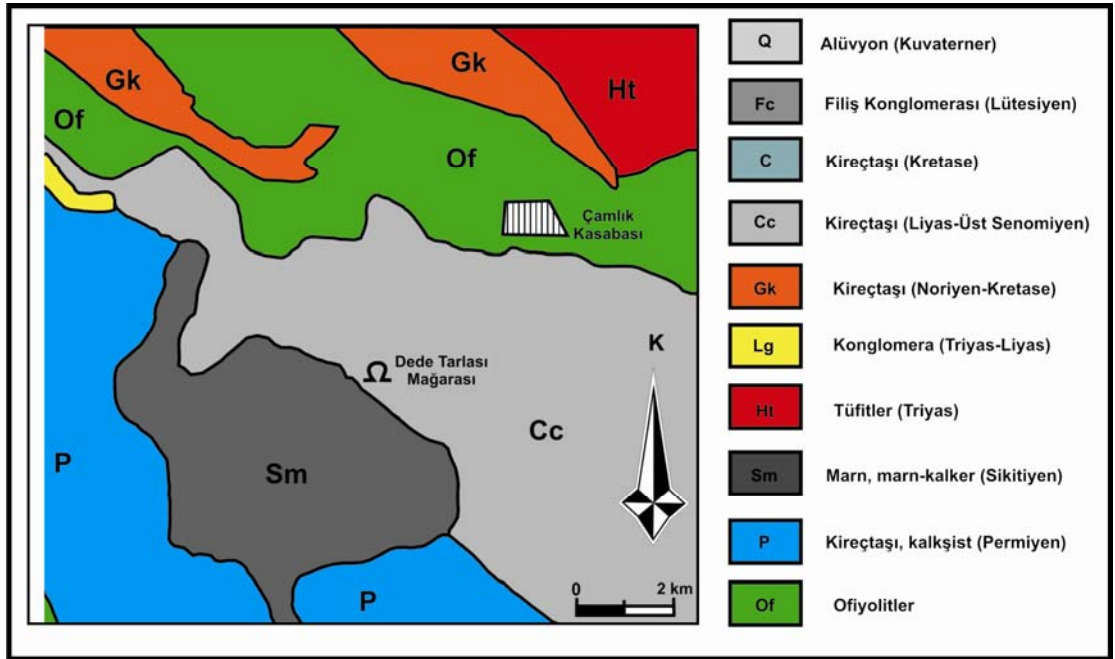 Gk
Gk
Ht
Of
Of
Çamlık
Kasabası
K
Dede Tarlası
Mağarası
P
Cc
Sm
P
0 2 km
Q Alüvyon (Kuvaterner)
Fc Filiş Konglomerası (Lütesiyen)
C Kireçtaşı (Kretase)
Cc Kireçtaşı (Liyas-Üst Senomiyen)
Gk Kireçtaşı (Noriyen-Kretase)
Lg Konglomera (Triyas-Liyas)
Ht Tüfitler (Triyas)
Sm Marn, marn-kalker (Sikitiyen)
P Kireçtaşı, kalkşist (Permiyen)
Of Ofiyolitler